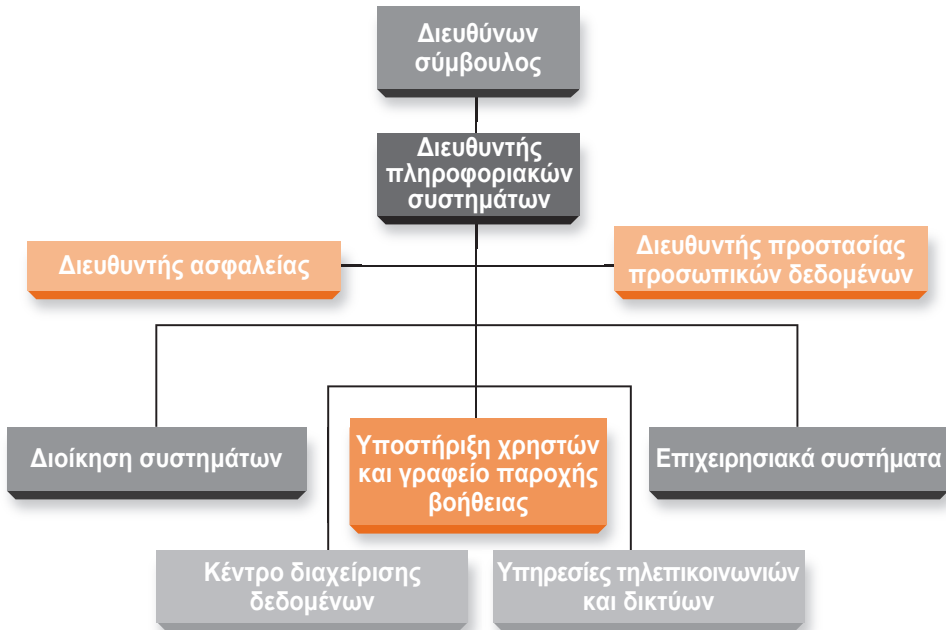 Διευθύνων
σύμβουλος
Διευθυντής
πληροφοριακών
συστημάτων
Διευθυντής ασφαλείας
Διευθυντής προστασίας
προσωπικών δεδομένων
Διοίκηση συστημάτων
Υποστήριξη χρηστών
και γραφείο παροχής
βοήθειας
Επιχειρησιακά συστήματα
Κέντρο διαχείρισης
δεδομένων
Υπηρεσίες τηλεπικοινωνιών
και δικτύων